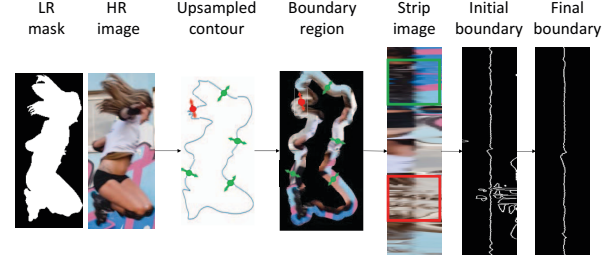 LR
mask
HR
image
Upsampled
contour
Boundary
region
Strip
image
Initial
boundary
Final
boundary